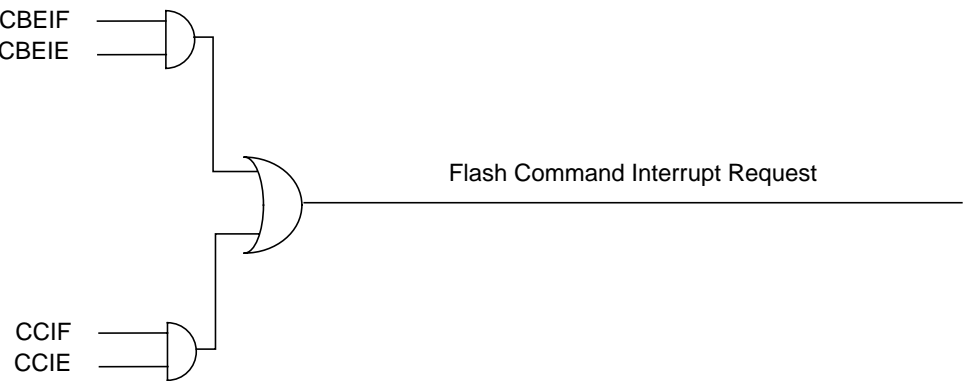 CBEIF
CBEIE
Flash Command Interrupt Request
CCIF
CCIE